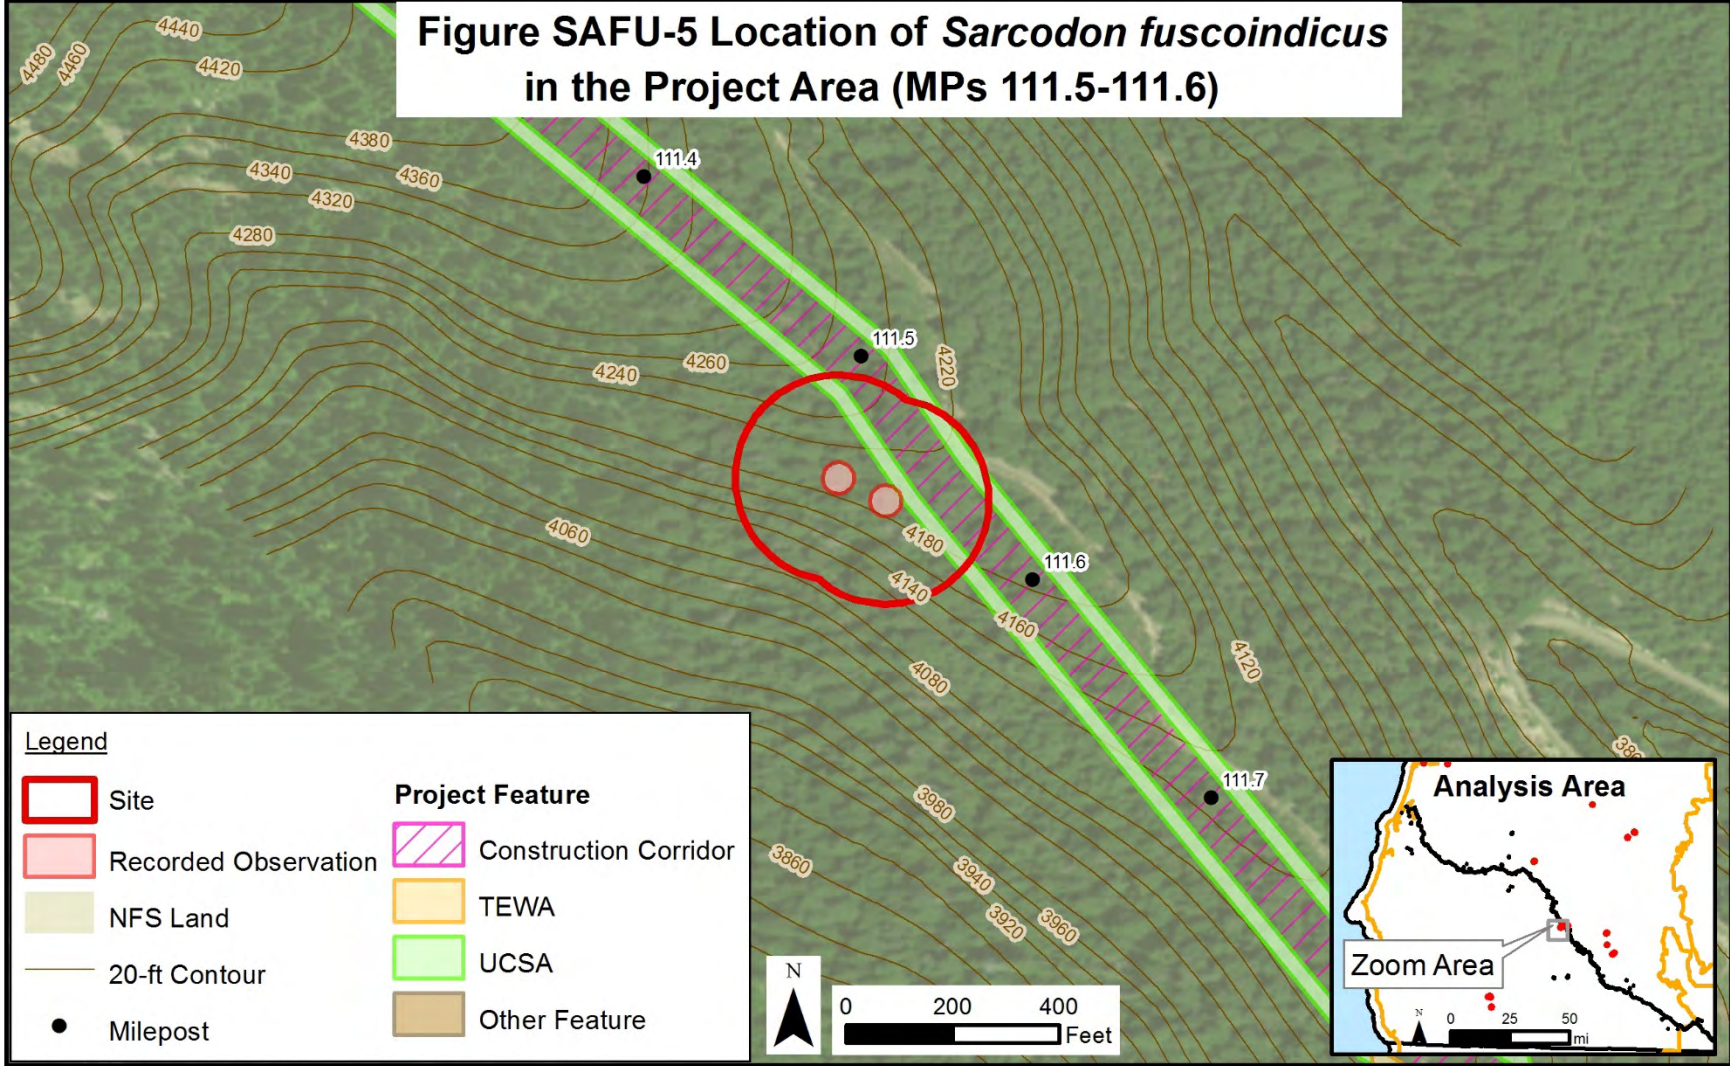 Figure SAFU-5 Location of Sarcodon fuscoindicus
in the Project Area (MPs 111.5-111.6)
4440
4480
4460
4420
4380
4340
4360
4320
4280
111.4
111.5
4260
4240
4220
4060
4180
4140
111.6
4160
4080
4120
111.7
3980
3860
3940
3920
3960
Legend
Site
Recorded Observation
NFS Land
20-ft Contour
Milepost
Project Feature
Construction Corridor
TEWA
UCSA
Other Feature
N
0 200 400
Feet
Analysis Area
Zoom Area
N
0 25 50
mi